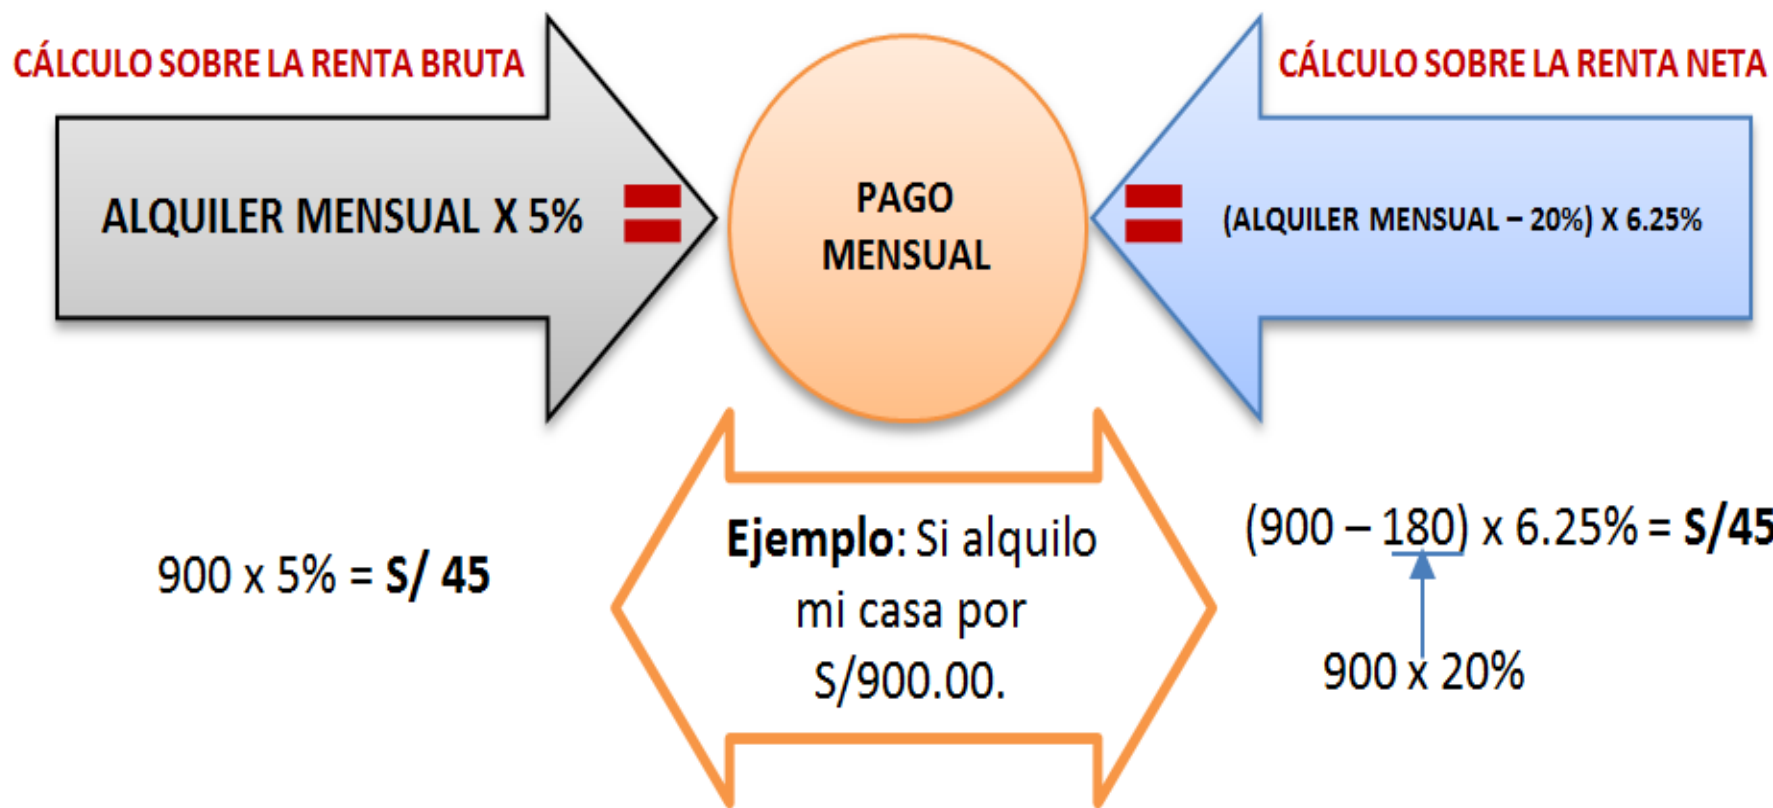 CÁLCULO SOBRE LA RENTA BRUTA
ALQUILER MENSUAL X 5% =
PAGO
MENSUAL
CÁLCULO SOBRE LA RENTA NETA
= (ALQUILER MENSUAL – 20%) X 6.25%
900 x 5% = S/ 45
Ejemplo: Si alquilo
mi casa por
S/900.00.
(900 – 180) x 6.25% = S/45
900 x 20%